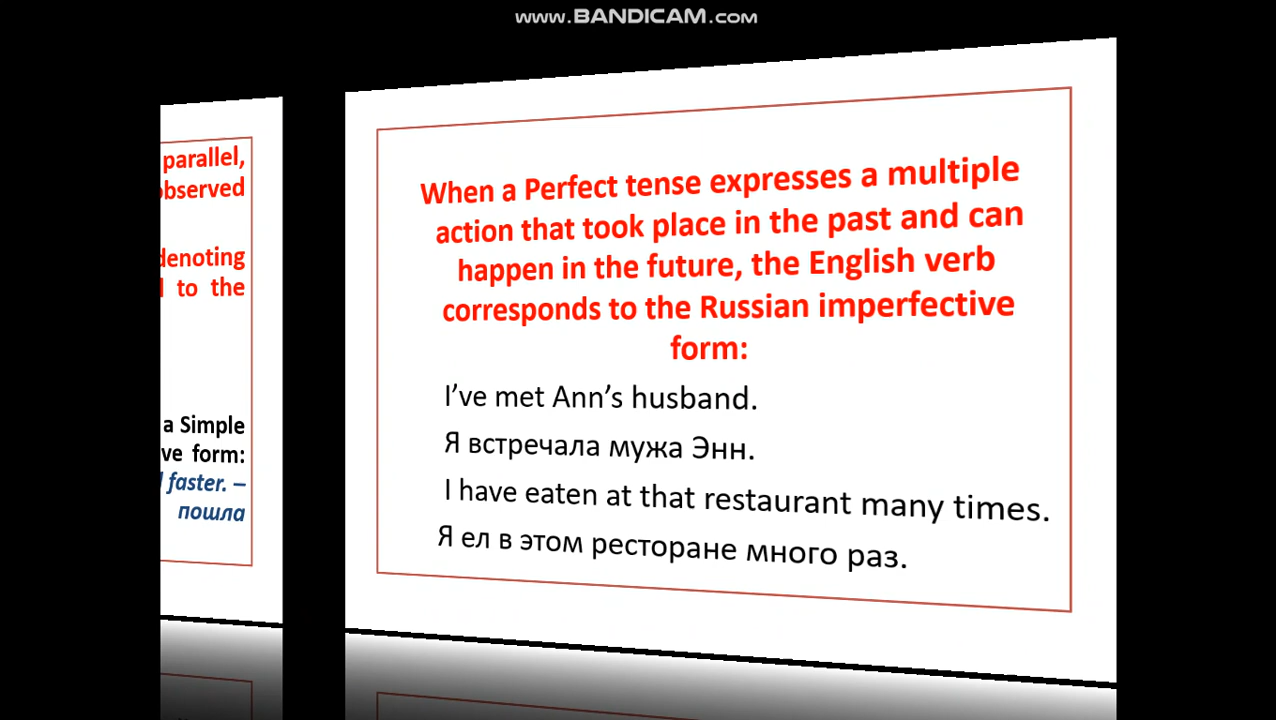 www.BANDICAM.com
parallel,
observed
denoting
to the
a Simple
ve form:
faster. –
пошла
When a Perfect tense expresses a multiple
action that took place in the past and can
happen in the future, the English verb
corresponds to the Russian imperfective
form:
I’ve met Ann’s husband.
Я встречала мужа Энн.
I have eaten at that restaurant many times.
Я ел в этом ресторане много раз.